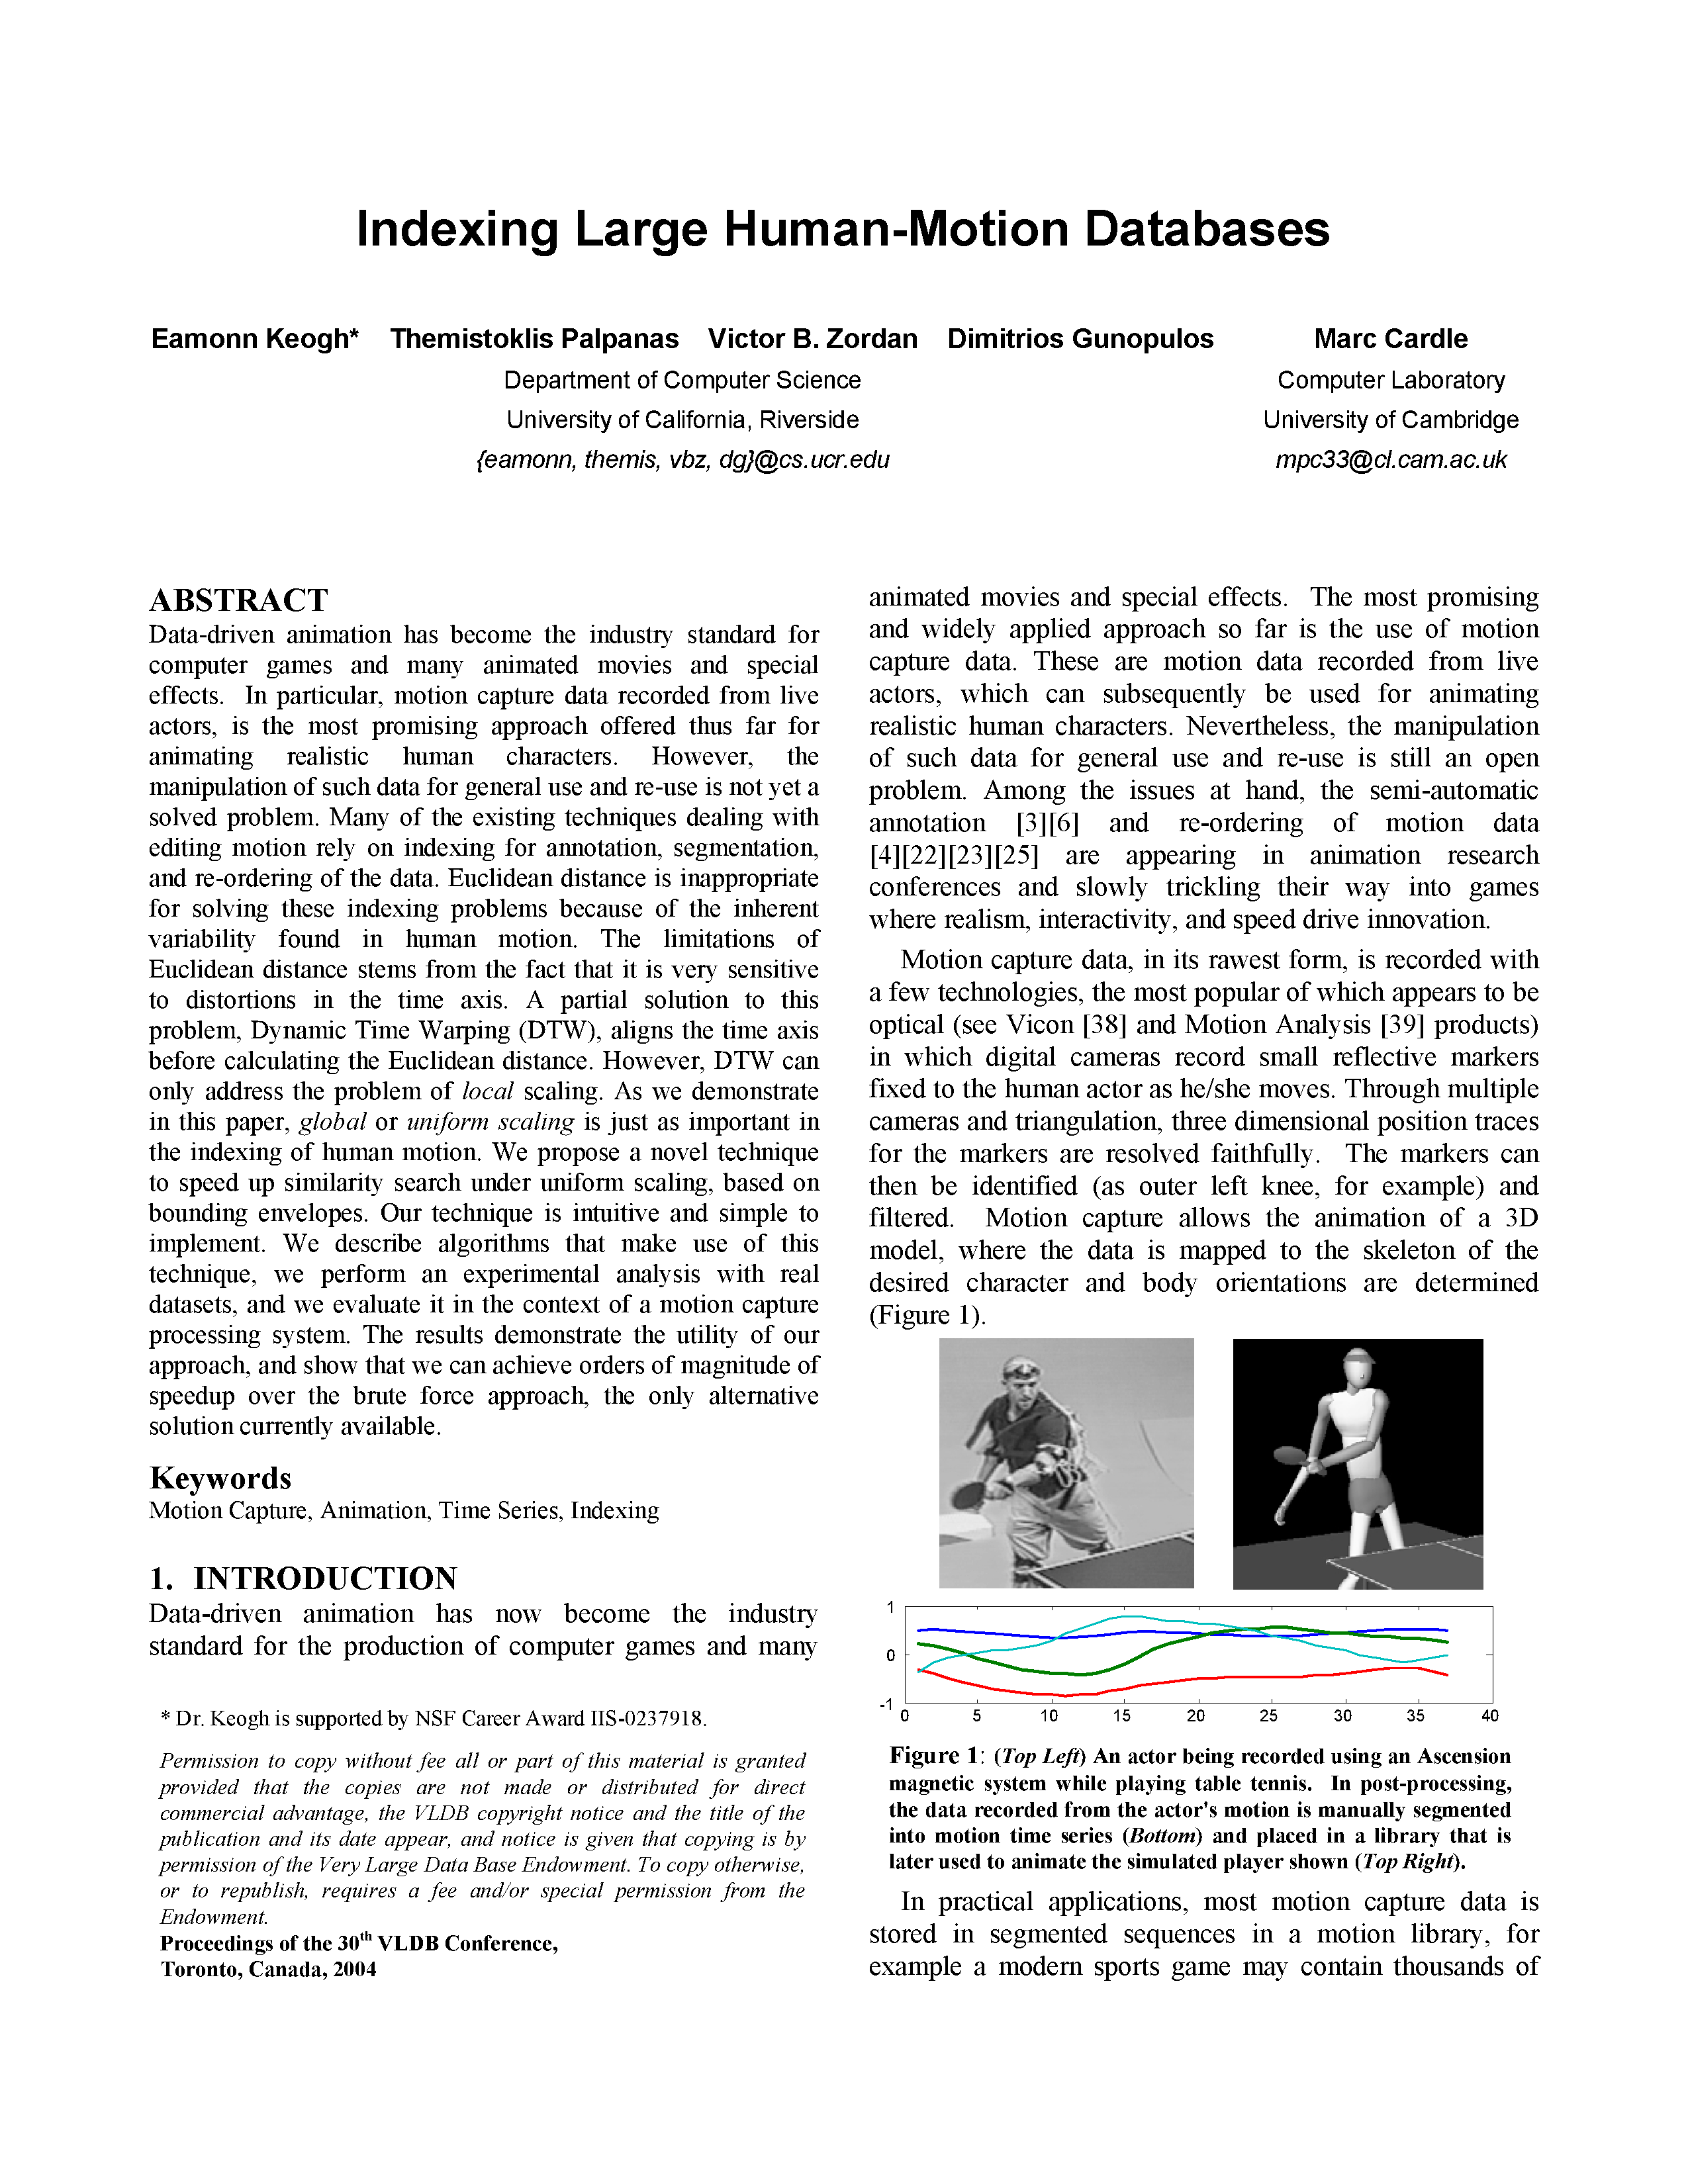 Indexing Large Human-Motion Databases
Eamonn Keogh* Themistoklis Palpanas Victor B. Zordan Dimitrios Gunopulos Marc Cardle
Department of Computer Science
University of California, Riverside
{eamonn, themis, vbz, dg}@cs.ucr.edu
Computer Laboratory
University of Cambridge
mpc33@cl.cam.ac.uk
ABSTRACT
Data-driven animation has become the industry standard for
computer games and many animated movies and special
effects. In particular, motion capture data recorded from live
actors, is the most promising approach offered thus far for
animating realistic human characters. However, the
manipulation of such data for general use and re-use is not yet a
solved problem. Many of the existing techniques dealing with
editing motion rely on indexing for annotation, segmentation,
and re-ordering of the data. Euclidean distance is inappropriate
for solving these indexing problems because of the inherent
variability found in human motion. The limitations of
Euclidean distance stems from the fact that it is very sensitive
to distortions in the time axis. A partial solution to this
problem, Dynamic Time Warping (DTW), aligns the time axis
before calculating the Euclidean distance. However, DTW can
only address the problem of local scaling. As we demonstrate
in this paper, global or uniform scaling is just as important in
the indexing of human motion. We propose a novel technique
to speed up similarity search under uniform scaling, based on
bounding envelopes. Our technique is intuitive and simple to
implement. We describe algorithms that make use of this
technique, we perform an experimental analysis with real
datasets, and we evaluate it in the context of a motion capture
processing system. The results demonstrate the utility of our
approach, and show that we can achieve orders of magnitude of
speedup over the brute force approach, the only alternative
solution currently available.
Keywords
Motion Capture, Animation, Time Series, Indexing
1. INTRODUCTION
Data-driven animation has now become the industry
standard for the production of computer games and many
* Dr. Keogh is supported by NSF Career Award IIS-0237918.
Permission to copy without fee all or part of this material is granted
provided that the copies are not made or distributed for direct
commercial advantage, the VLDB copyright notice and the title of the
publication and its date appear, and notice is given that copying is by
permission of the Very Large Data Base Endowment. To copy otherwise,
or to republish, requires a fee and/or special permission from the
Endowment.
Proceedings of the 30th VLDB Conference,
Toronto, Canada, 2004
animated movies and special effects. The most promising
and widely applied approach so far is the use of motion
capture data. These are motion data recorded from live
actors, which can subsequently be used for animating
realistic human characters. Nevertheless, the manipulation
of such data for general use and re-use is still an open
problem. Among the issues at hand, the semi-automatic
annotation [3][6] and re-ordering of motion data
[4][22][23][25] are appearing in animation research
conferences and slowly trickling their way into games
where realism, interactivity, and speed drive innovation.
Motion capture data, in its rawest form, is recorded with
a few technologies, the most popular of which appears to be
optical (see Vicon [38] and Motion Analysis [39] products)
in which digital cameras record small reflective markers
fixed to the human actor as he/she moves. Through multiple
cameras and triangulation, three dimensional position traces
for the markers are resolved faithfully. The markers can
then be identified (as outer left knee, for example) and
filtered. Motion capture allows the animation of a 3D
model, where the data is mapped to the skeleton of the
desired character and body orientations are determined
(Figure 1).
1
0
-1
0 5 10 15 20 25 30 35 40
Figure 1: (Top Left) An actor being recorded using an Ascension
magnetic system while playing table tennis. In post-processing,
the data recorded from the actor's motion is manually segmented
into motion time series (Bottom) and placed in a library that is
later used to animate the simulated player shown (Top Right).
In practical applications, most motion capture data is
stored in segmented sequences in a motion library, for
example a modern sports game may contain thousands of